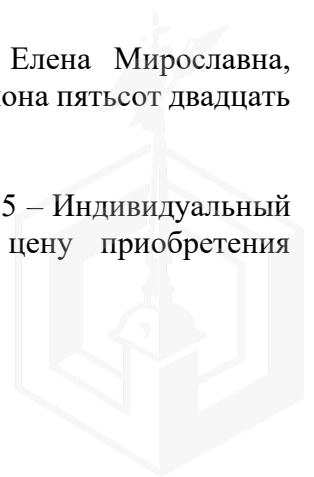 Елена Мирославна,
она пятьсот двадцать
5 – Индивидуальный
цену приобретения